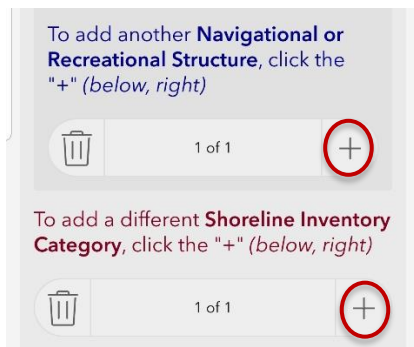 To add another Navigational or
Recreational Structure, click the
"+" (below, right)
1 of 1
To add a different Shoreline Inventory
Category, click the "+" (below, right)
1 of 1